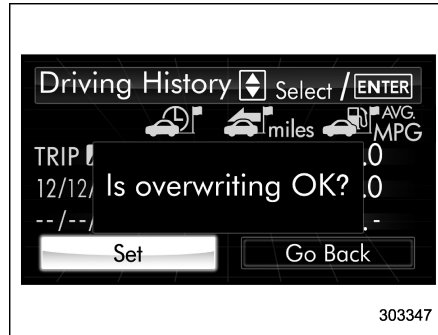 Driving History Select / ENTER
miles AVG. MPG
TRIP .0
Is overwriting OK?
12/12/ .0
--/--/ .-
Set Go Back
303347